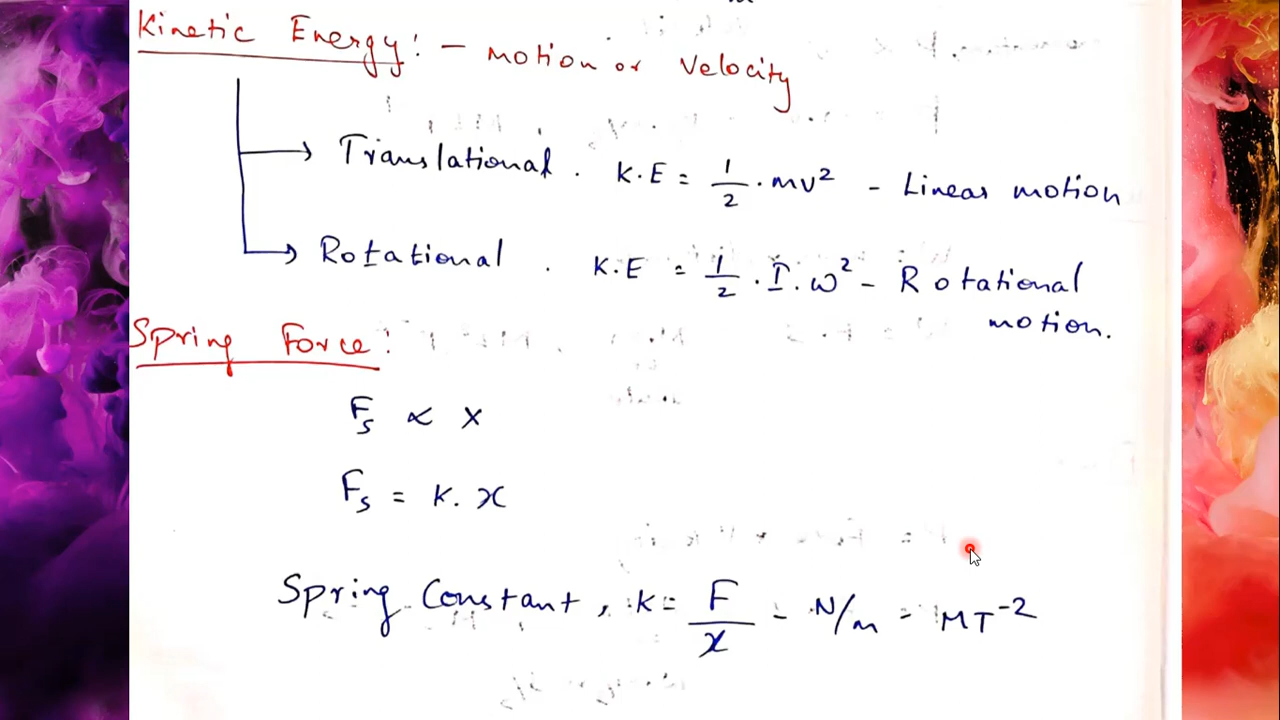 Kinetic Energy: - motion or velocity
Translational . K.E = 1/2 . mv² - Linear motion
Rotational . K.E = 1/2 . I . ω² - Rotational
motion.
Spring Force:
Fs ∝ x
Fs = K. x
Spring Constant, K = F/x - N/m - MT⁻²